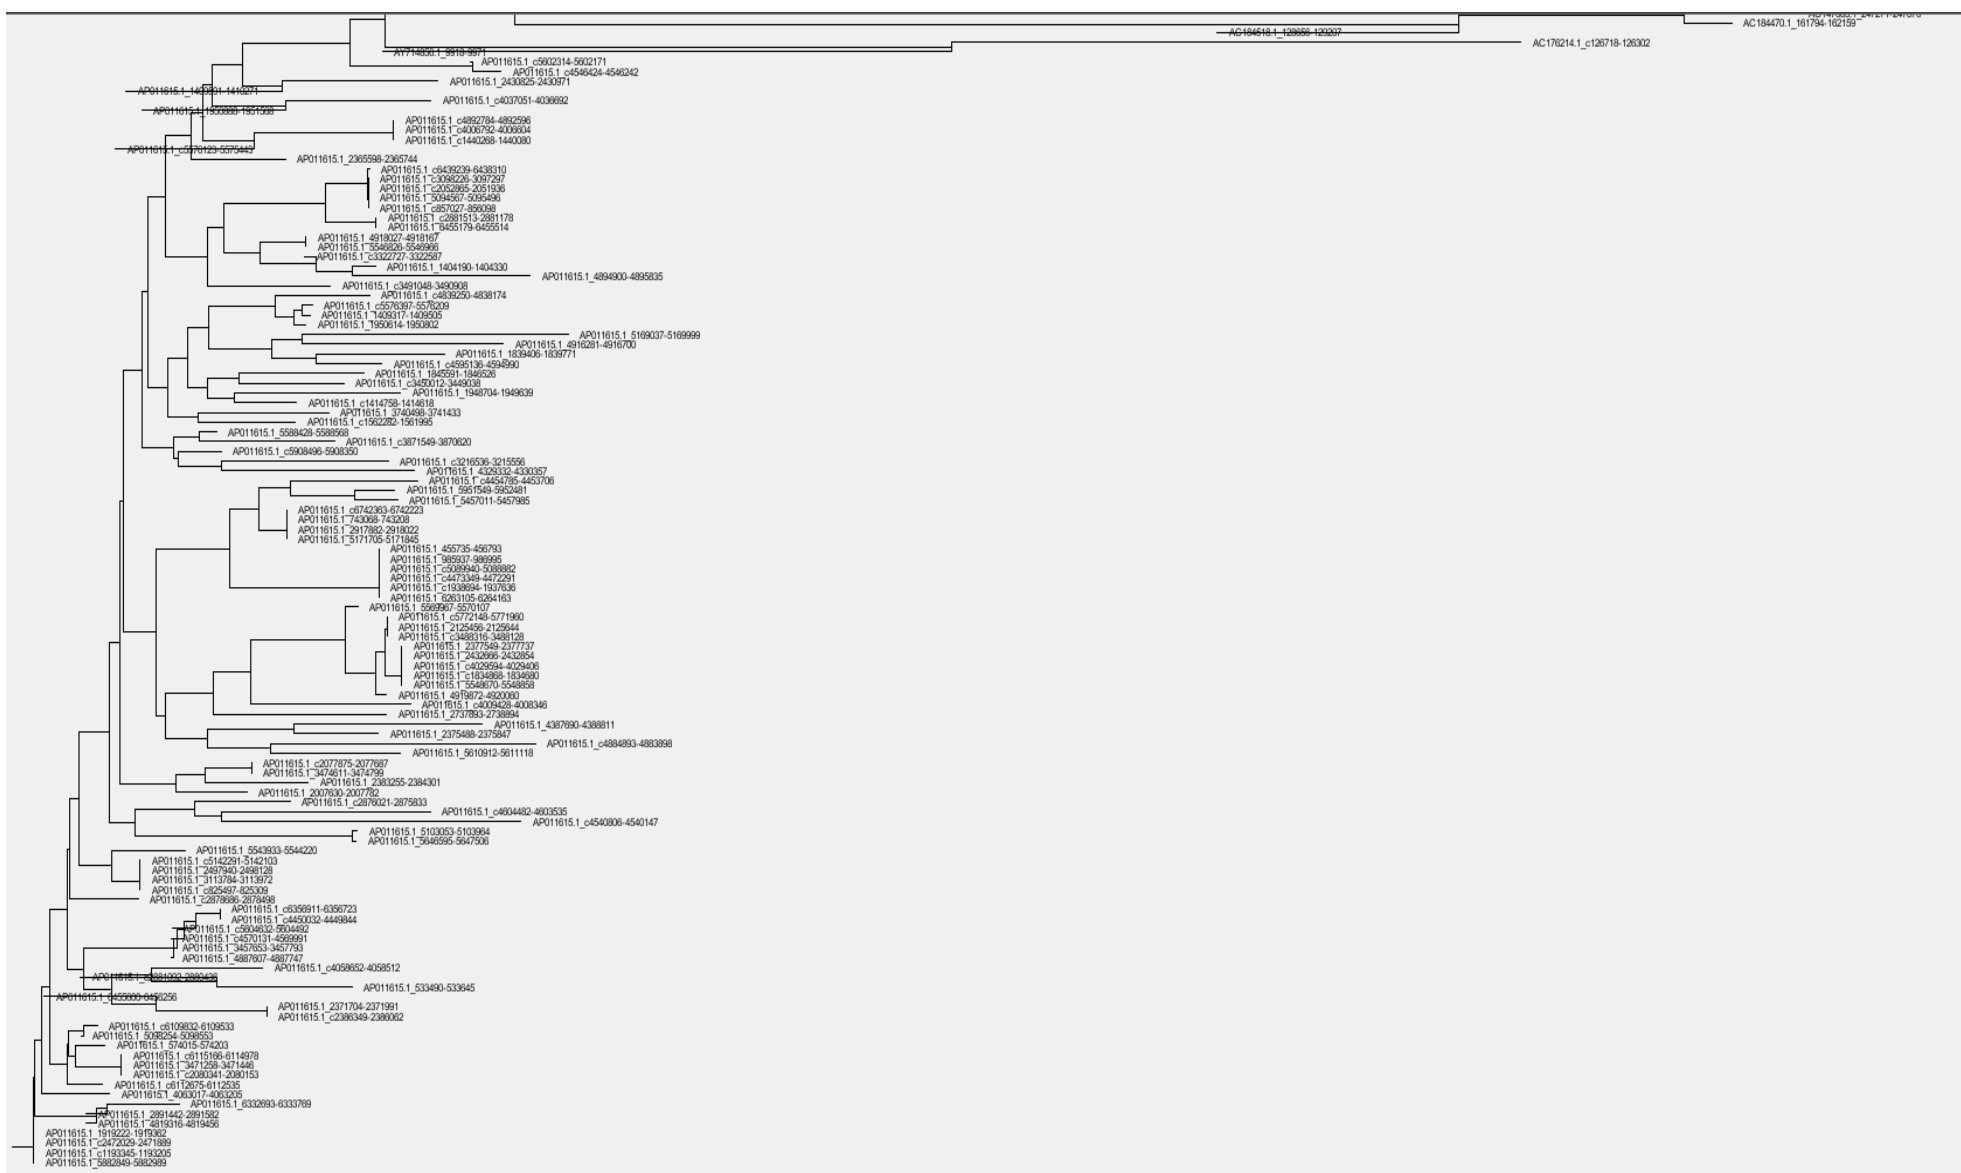 AC184470.1_161794-162159
AC184518.1_128656-129207
AC176214.1_c126718-126302
AY714856.1_9918-9971
AP011615.1_c5602314-5602171
AP011615.1_c4546424-4546242
AP011615.1_2430825-2430971
AP011615.1_c4037051-4036692
AP011615.1_1950888-1951568
AP011615.1_c4892784-4892596
AP011615.1_c4006792-4006604
AP011615.1_c1440268-1440080
AP011615.1_c5576123-5575443
AP011615.1_2365598-2365744
AP011615.1_c6439239-6438310
AP011615.1_c3098226-3097297
AP011615.1_c2052865-2051936
AP011615.1_5094567-5095496
AP011615.1_c857027-856098
AP011615.1_c2881513-2881178
AP011615.1_6455179-6455514
AP011615.1_4918027-4918167
AP011615.1_5546826-5546966
AP011615.1_c3322727-3322587
AP011615.1_1404190-1404330
AP011615.1_4894900-4895835
AP011615.1_c3491048-3490908
AP011615.1_c4839250-4838174
AP011615.1_c5576397-5576209
AP011615.1_1409317-1409505
AP011615.1_1950614-1950802
AP011615.1_5169037-5169999
AP011615.1_4916281-4916700
AP011615.1_1839406-1839771
AP011615.1_c4595136-4594990
AP011615.1_1845591-1846526
AP011615.1_c3450012-3449038
AP011615.1_1948704-1949639
AP011615.1_c1414758-1414618
AP011615.1_3740498-3741433
AP011615.1_c1562282-1561995
AP011615.1_5588428-5588568
AP011615.1_c3871549-3870620
AP011615.1_c5908496-5908350
AP011615.1_c3216536-3215556
AP011615.1_4329332-4330357
AP011615.1_c4454785-4453706
AP011615.1_5951549-5952481
AP011615.1_5457011-5457985
AP011615.1_c6742363-6742223
AP011615.1_743068-743208
AP011615.1_2917882-2918022
AP011615.1_5171705-5171845
AP011615.1_455735-456793
AP011615.1_985937-986995
AP011615.1_c5089940-5088882
AP011615.1_c4473349-4472291
AP011615.1_c1938694-1937636
AP011615.1_6263105-6264163
AP011615.1_5569967-5570107
AP011615.1_c5772148-5771960
AP011615.1_2125456-2125644
AP011615.1_c3488316-3488128
AP011615.1_2377549-2377737
AP011615.1_2432666-2432854
AP011615.1_c4029594-4029406
AP011615.1_c1834868-1834680
AP011615.1_5548670-5548858
AP011615.1_4919872-4920060
AP011615.1_c4009428-4008346
AP011615.1_2737893-2738894
AP011615.1_4387690-4388811
AP011615.1_2375488-2375847
AP011615.1_c4884893-4883898
AP011615.1_5610912-5611118
AP011615.1_c2077875-2077687
AP011615.1_3474611-3474799
AP011615.1_2383255-2384301
AP011615.1_2007630-2007782
AP011615.1_c2876021-2875833
AP011615.1_c4604482-4603535
AP011615.1_c4540806-4540147
AP011615.1_5103053-5103964
AP011615.1_5646595-5647506
AP011615.1_5543933-5544220
AP011615.1_c5142291-5142103
AP011615.1_2497940-2498128
AP011615.1_3113784-3113972
AP011615.1_c825497-825309
AP011615.1_c2878686-2878498
AP011615.1_c6356911-6356723
AP011615.1_c4450032-4449844
AP011615.1_c5604632-5604492
AP011615.1_c4570131-4569991
AP011615.1_3457653-3457793
AP011615.1_4887607-4887747
AP011615.1_c4058652-4058512
AP011615.1_533490-533645
AP011615.1_2371704-2371991
AP011615.1_c2386349-2386062
AP011615.1_c6109832-6109533
AP011615.1_5098254-5098553
AP011615.1_574015-574203
AP011615.1_c6115166-6114978
AP011615.1_3471258-3471446
AP011615.1_c2080341-2080153
AP011615.1_c6112675-6112535
AP011615.1_4063017-4063205
AP011615.1_6332693-6333769
AP011615.1_2891442-2891582
AP011615.1_4819316-4819456
AP011615.1_1919222-1919362
AP011615.1_c2472029-2471889
AP011615.1_c1193345-1193205
AP011615.1_5882849-5882989